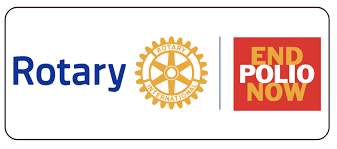 Rotary
ROTARY
INTERNATIONAL
END
POLIO
NOW